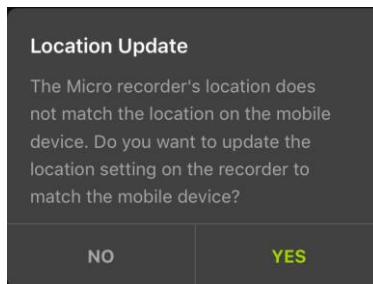 Location Update
The Micro recorder's location does
not match the location on the mobile
device. Do you want to update the
location setting on the recorder to
match the mobile device?
NO
YES